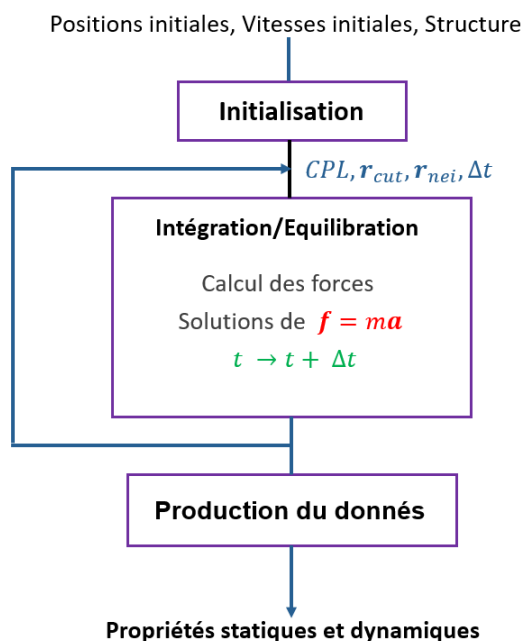 Positions initiales, Vitesses initiales, Structure
Initialisation
CPL, r_cut, r_nei, Δt
Intégration/Equilibration
Calcul des forces
Solutions de f = ma
t → t + Δt
Production du donnés
Propriétés statiques et dynamiques